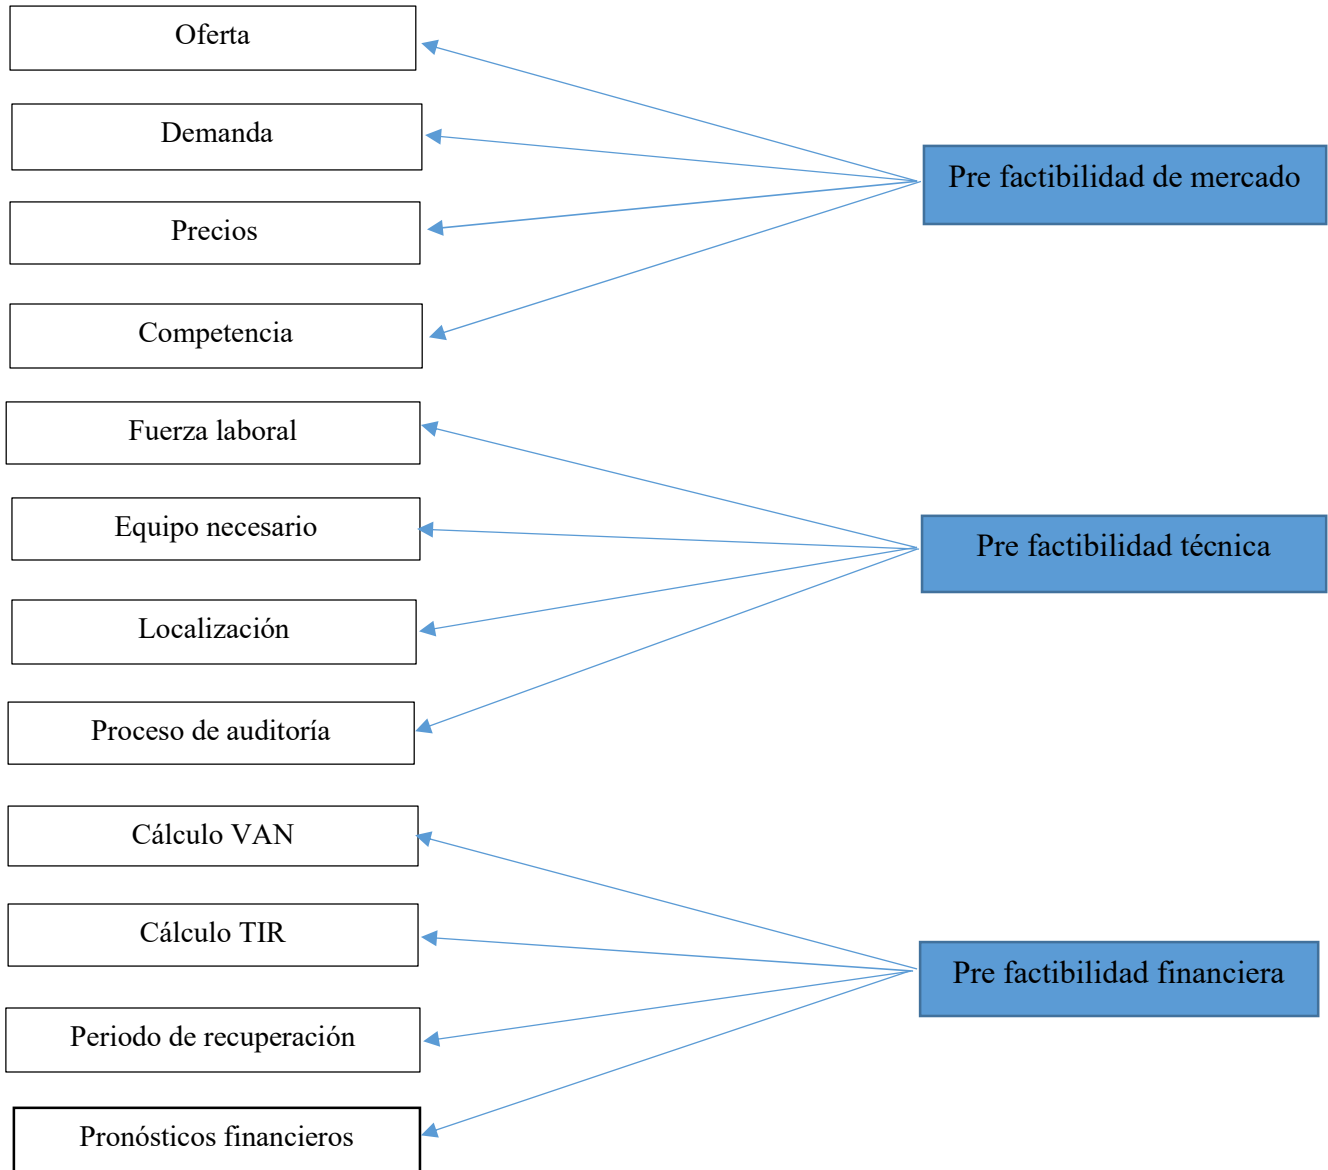 Oferta
Demanda
Precios
Competencia
Pre factibilidad de mercado
Fuerza laboral
Equipo necesario
Localización
Proceso de auditoría
Pre factibilidad técnica
Cálculo VAN
Cálculo TIR
Periodo de recuperación
Pronósticos financieros
Pre factibilidad financiera